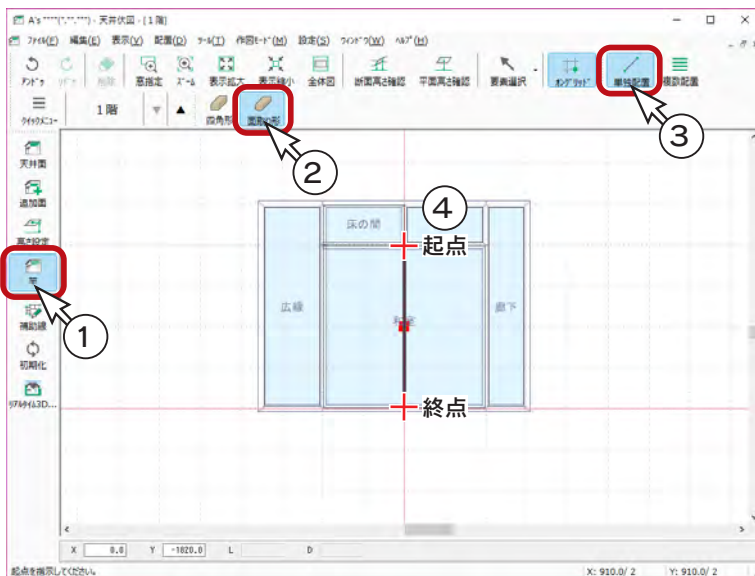 A's ****(*.**.**) - 天井伏図 - [1 階]
ファイル(F) 編集(E) 表示(V) 配置(D) ツール(T) 作図モード(M) 設定(S) ウィンドウ(W) ヘルプ(H)
アンドゥ リドゥ 削除 窓指定 ズーム 表示拡大 表示縮小 全体図 断面高さ確認 平面高さ確認 要素選択 オングリッド 単独配置 複数配置
クイックメニュー 1 階 四角形 面取り形
② ③
天井面
追加面
高さ設定
竿
①
補助線
初期化
リアルタイム3D...
床の間 ④
起点
広縁 和室 廊下
終点
X 0.0 Y -1820.0 L D
起点を指示してください。 X: 910.0/ 2 Y: 910.0/ 2